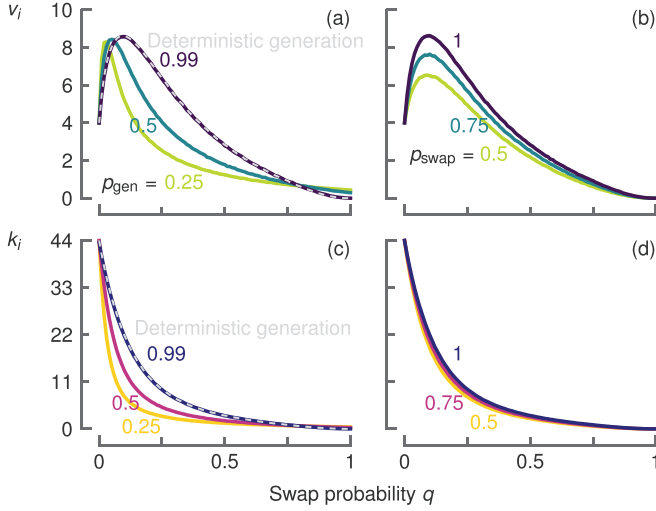 v_i
10
8
6
4
2
0
(a)
Deterministic generation
0.99
0.5
p_gen = 0.25
(b)
1
0.75
p_swap = 0.5
k_i
44
33
22
11
0
(c)
Deterministic generation
0.99
0.5
0.25
(d)
1
0.75
0.5
0
0.5
1
0
0.5
1
Swap probability q